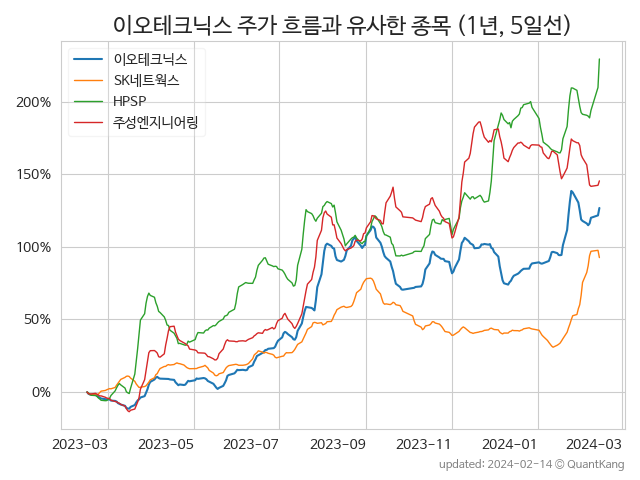 이오테크닉스 주가 흐름과 유사한 종목 (1년, 5일선)
이오테크닉스
SK네트웍스
HPSP
주성엔지니어링
200%
150%
100%
50%
0%
2023-03 2023-05 2023-07 2023-09 2023-11 2024-01 2024-03
updated: 2024-02-14 © QuantKang